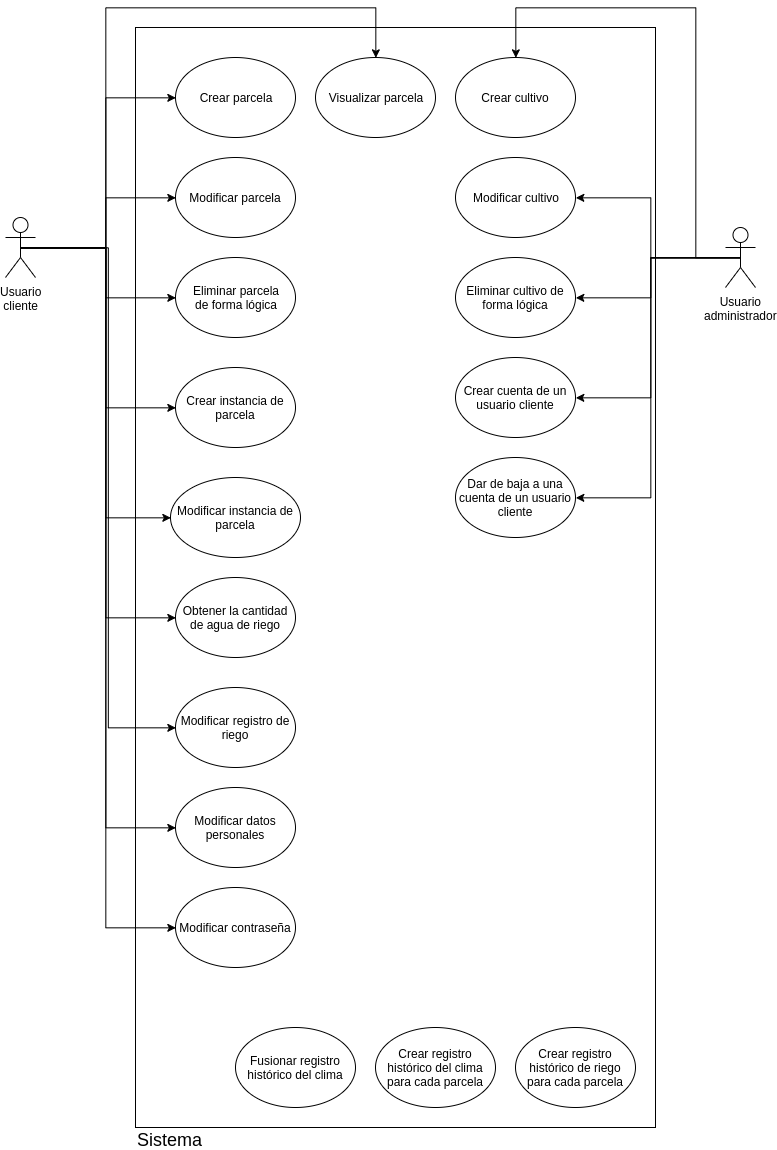 Crear parcela
Visualizar parcela
Crear cultivo
Modificar parcela
Modificar cultivo
Usuario
cliente
Eliminar parcela
de forma lógica
Eliminar cultivo de
forma lógica
Usuario
administrador
Crear instancia de
parcela
Crear cuenta de un
usuario cliente
Modificar instancia de
parcela
Dar de baja a una
cuenta de un usuario
cliente
Obtener la cantidad
de agua de riego
Modificar registro de
riego
Modificar datos
personales
Modificar contraseña
Fusionar registro
histórico del clima
Crear registro
histórico del clima
para cada parcela
Crear registro
histórico de riego
para cada parcela
Sistema